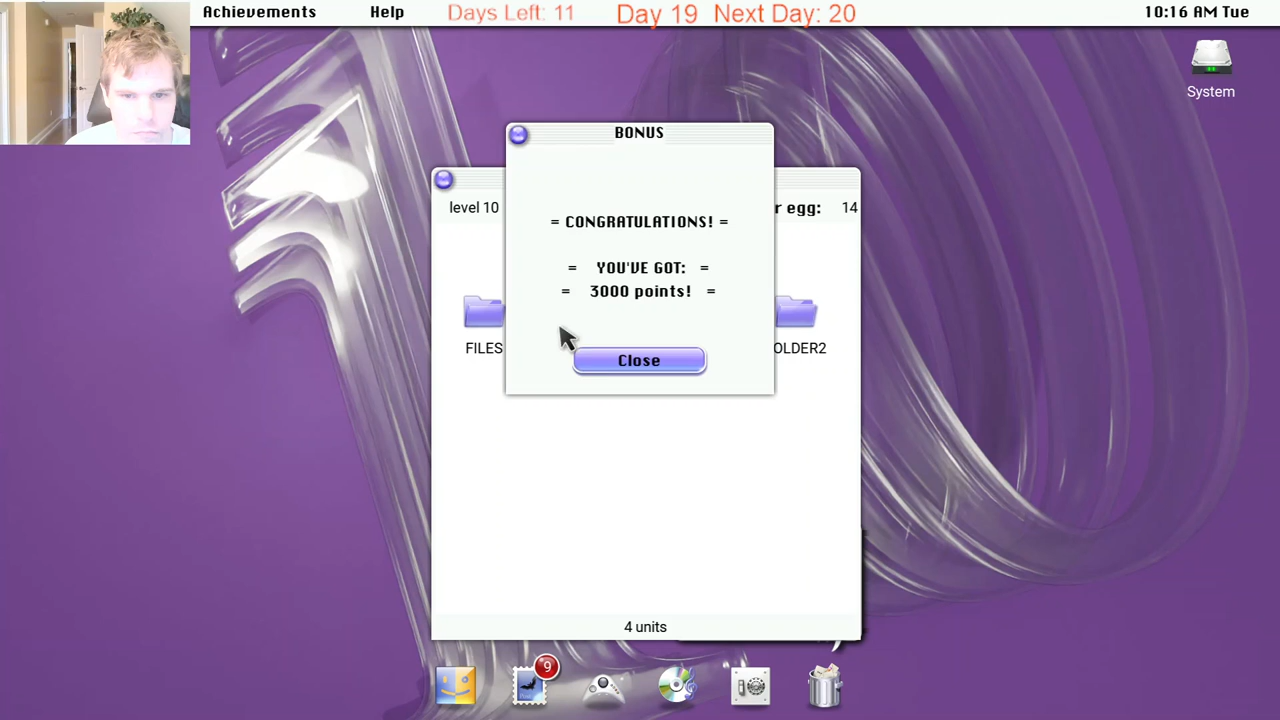 Achievements Help Days Left: 11 Day 19 Next Day: 20 10:16 AM Tue
System
BONUS
level 10 r egg: 14
= CONGRATULATIONS! =
= YOU'VE GOT: =
= 3000 points! =
FILES OLDER2
Close
4 units
9